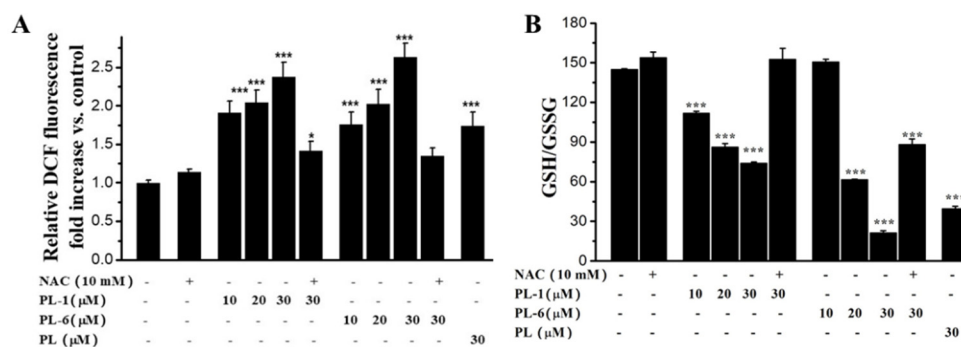 A
Relative DCF fluorescence
fold increase vs. control
2.5
2.0
1.5
1.0
0.5
0.0
*** *** ***
*
*** *** *** ***
NAC (10 mM) - + - - - + - - - + -
PL-1(μM) - - 10 20 30 30 - - - - -
PL-6(μM) - - - - - - 10 20 30 30 -
PL (μM) - - - - - - - - - - 30
B
GSH/GSSG
180
150
120
90
60
30
0
*** *** ***
*** *** *** ***
NAC (10 mM) - + - - - + - - - + -
PL-1(μM) - - 10 20 30 30 - - - - -
PL-6(μM) - - - - - - 10 20 30 30 -
PL (μM) - - - - - - - - - - 30